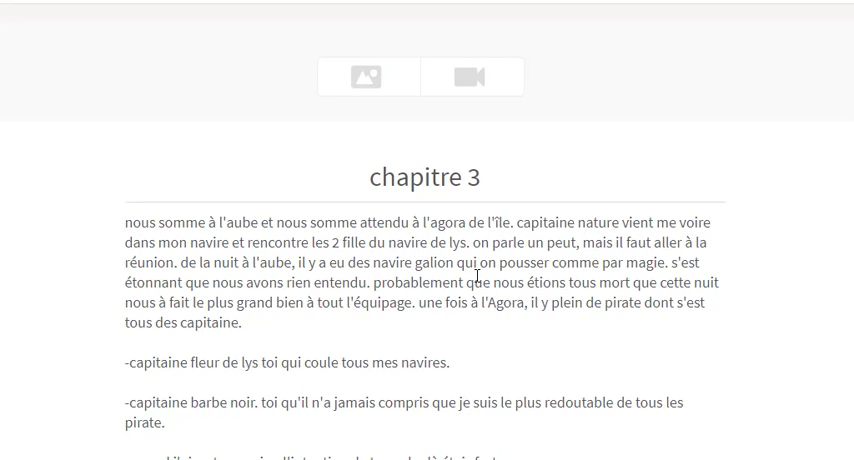 chapitre 3
nous somme à l'aube et nous somme attendu à l'agora de l'île. capitaine nature vient me voire
dans mon navire et rencontre les 2 fille du navire de lys. on parle un peut, mais il faut aller à la
réunion. de la nuit à l'aube, il y a eu des navire galion qui on pousser comme par magie. s'est
étonnant que nous avons rien entendu. probablement que nous étions tous mort que cette nuit
nous à fait le plus grand bien à tout l'équipage. une fois à l'Agora, il y plein de pirate dont s'est
tous des capitaine.
-capitaine fleur de lys toi qui coule tous mes navires.
-capitaine barbe noir. toi qu'il n'a jamais compris que je suis le plus redoutable de tous les
pirate.